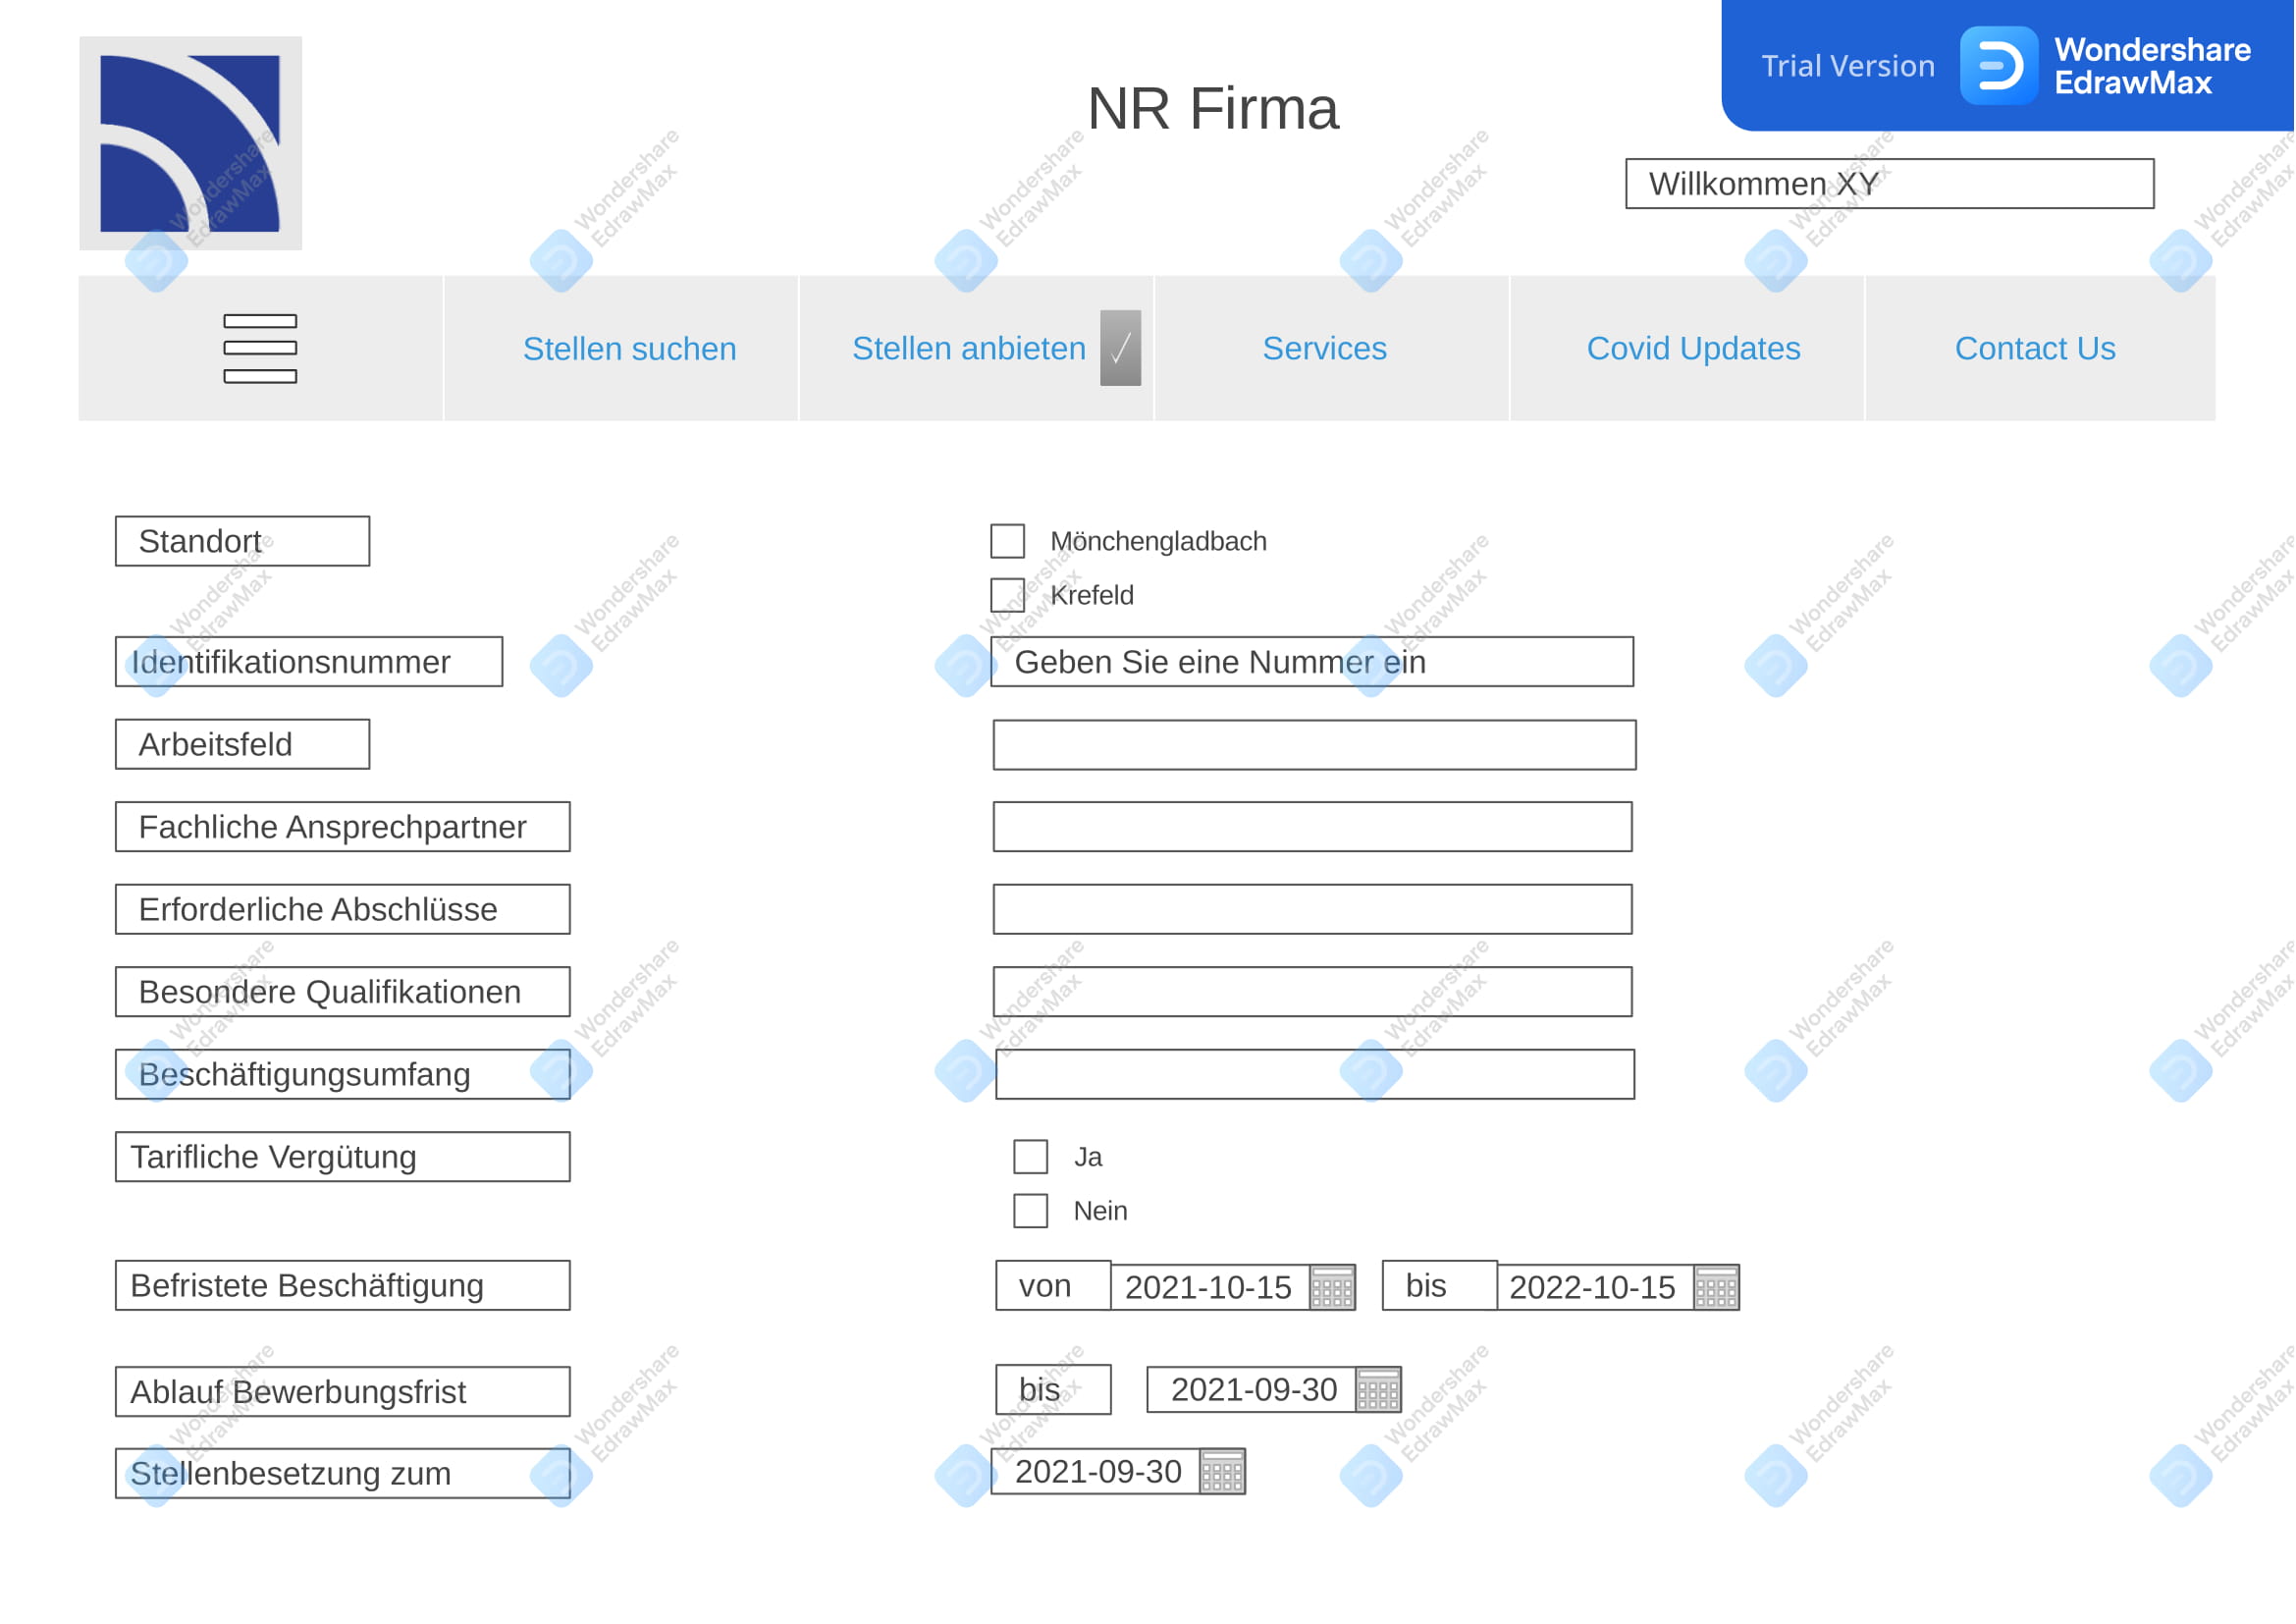 Trial Version
Wondershare
EdrawMax
NR Firma
Willkommen XY
Stellen suchen
Stellen anbieten
Services
Covid Updates
Contact Us
Standort
Mönchengladbach
Krefeld
Identifikationsnummer
Geben Sie eine Nummer ein
Arbeitsfeld
Fachliche Ansprechpartner
Erforderliche Abschlüsse
Besondere Qualifikationen
Beschäftigungsumfang
Tarifliche Vergütung
Ja
Nein
Befristete Beschäftigung
von 2021-10-15 bis 2022-10-15
Ablauf Bewerbungsfrist
bis 2021-09-30
Stellenbesetzung zum
2021-09-30
Wondershare
EdrawMax